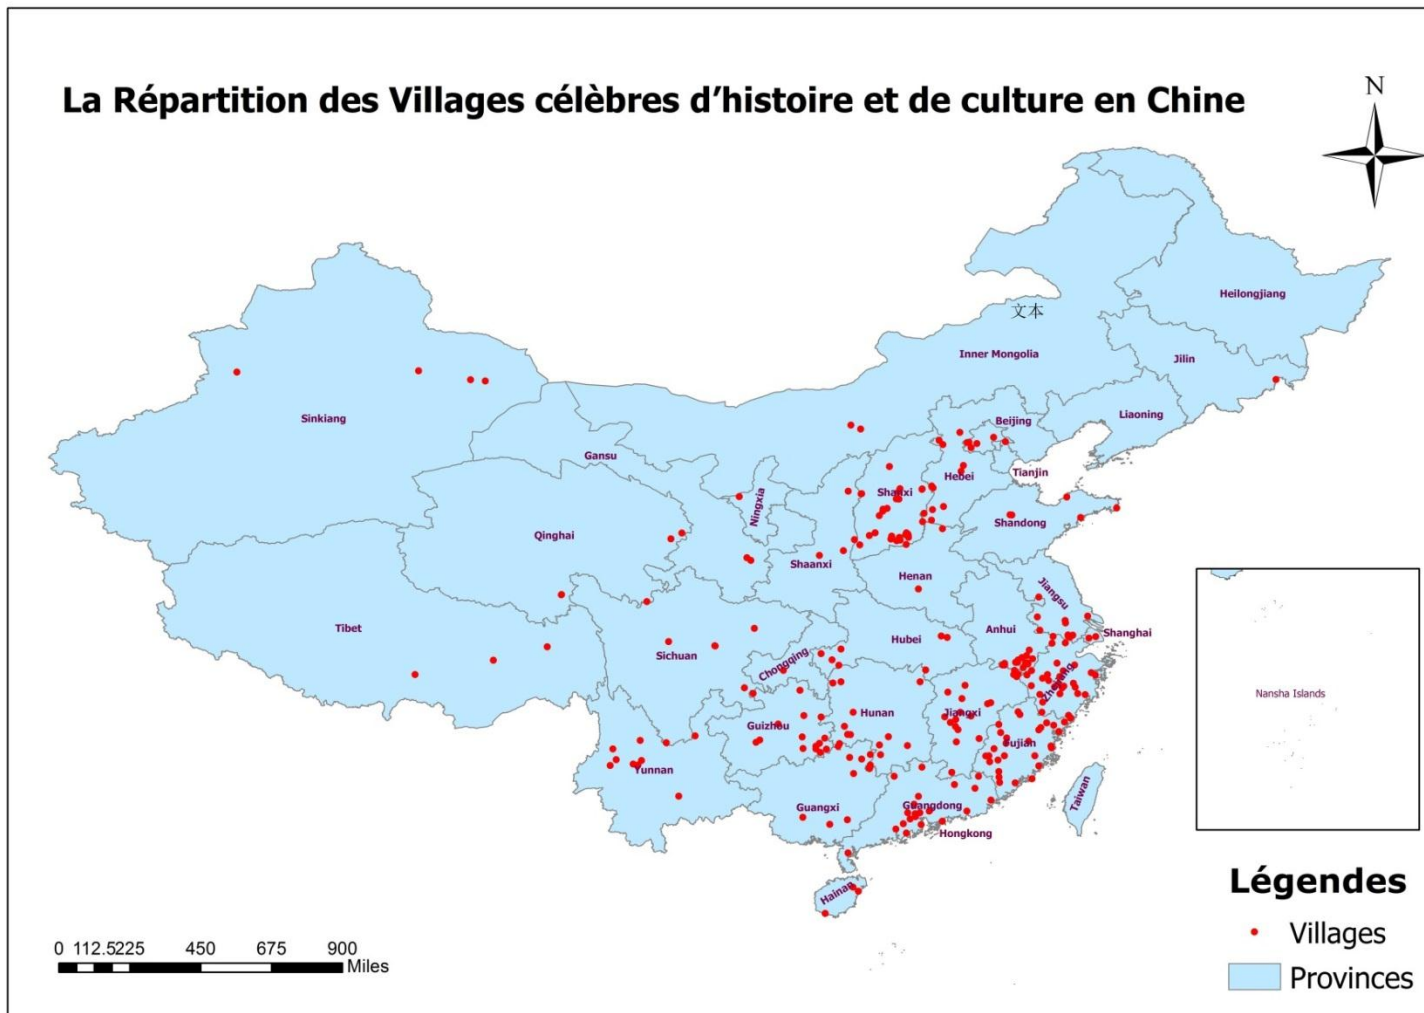 La Répartition des Villages célèbres d'histoire et de culture en Chine
N
Heilongjiang
文本
Inner Mongolia
Jilin
Sinkiang
Beijing
Liaoning
Gansu
Tianjin
Hebei
Shanxi
Ningxia
Shandong
Qinghai
Shaanxi
Henan
Jiangsu
Tibet
Anhui
Shanghai
Hubei
Sichuan
Chongqing
Zhejiang
Nansha Islands
Hunan
Jiangxi
Guizhou
Fujian
Yunnan
Taiwan
Guangxi
Guangdong
Hongkong
Hainan
Légendes
Villages
Provinces
0 112.5225 450 675 900
Miles